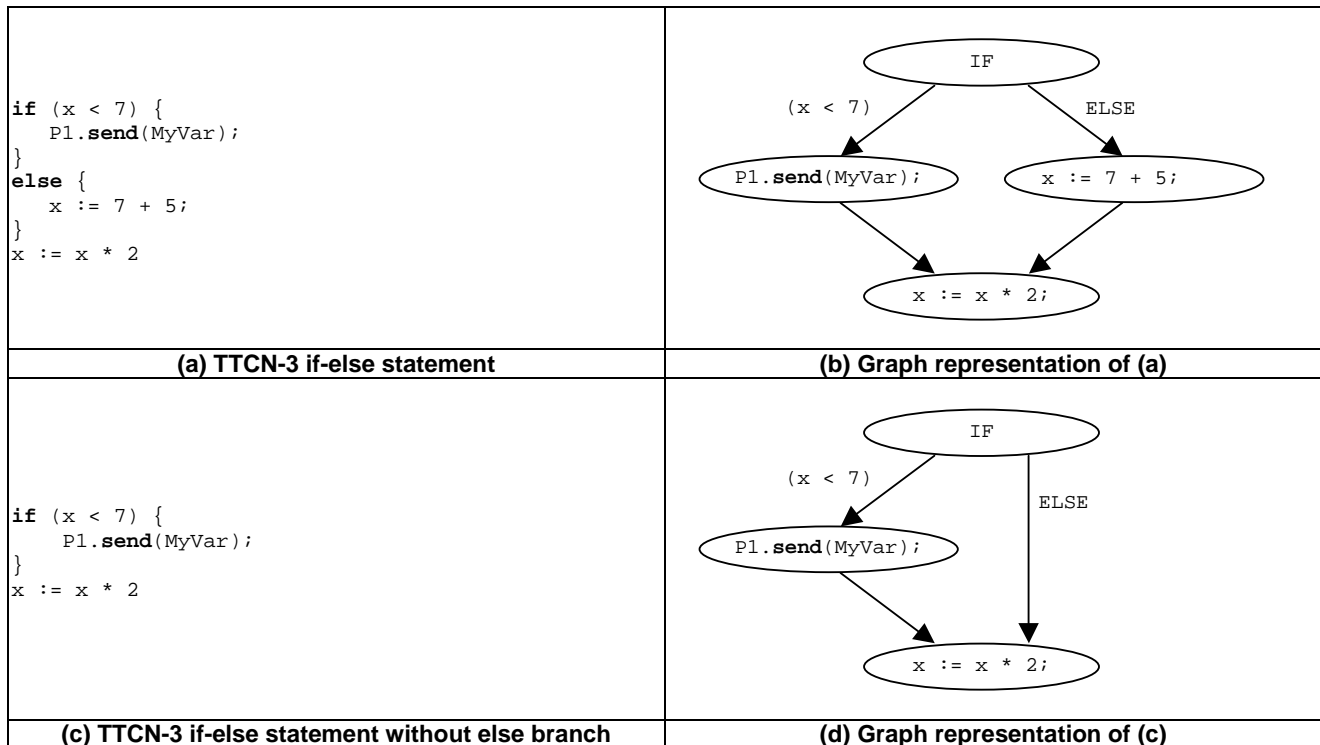 if (x < 7) {
P1.send(MyVar);
}
else {
x := 7 + 5;
}
x := x * 2
IF
(x < 7)
ELSE
P1.send(MyVar);
x := 7 + 5;
x := x * 2;
(a) TTCN-3 if-else statement
(b) Graph representation of (a)
if (x < 7) {
P1.send(MyVar);
}
x := x * 2
IF
(x < 7)
ELSE
P1.send(MyVar);
x := x * 2;
(c) TTCN-3 if-else statement without else branch
(d) Graph representation of (c)